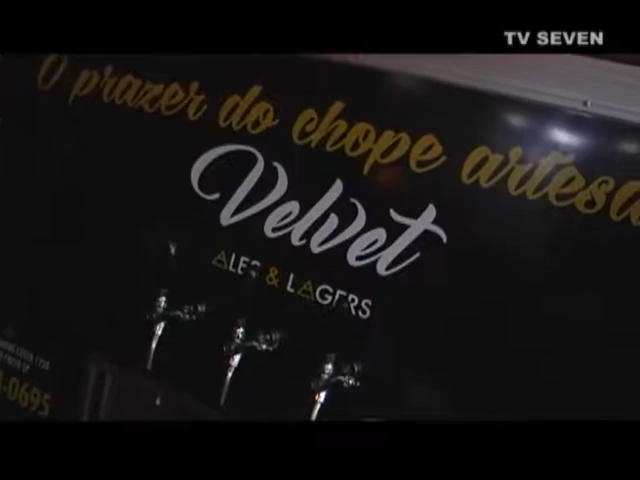 TV SEVEN
O prazer do chope artesa
Velvet
ALES & LAGERS
-0695